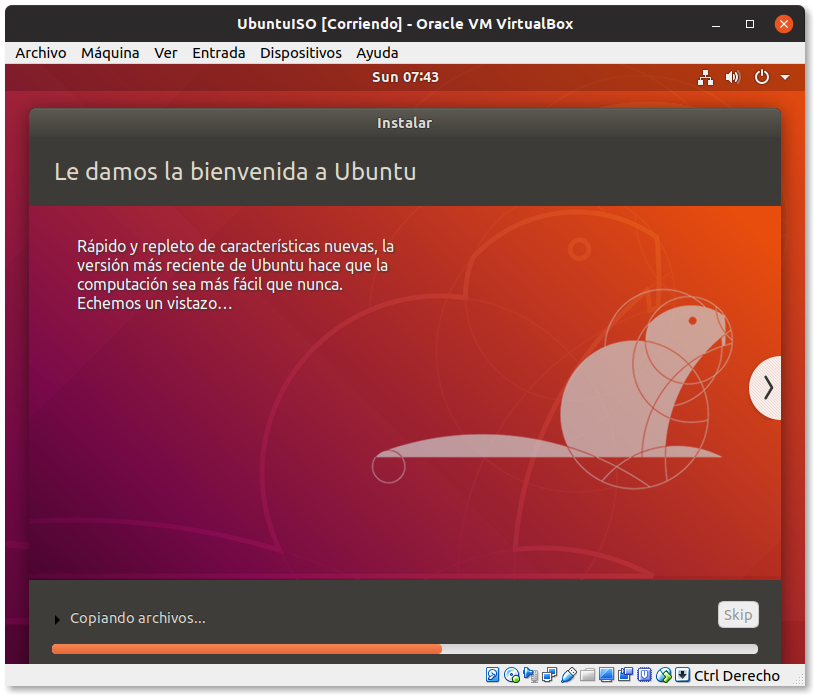 UbuntuISO [Corriendo] - Oracle VM VirtualBox
Archivo Máquina Ver Entrada Dispositivos Ayuda
Sun 07:43
Instalar
Le damos la bienvenida a Ubuntu
Rápido y repleto de características nuevas, la
versión más reciente de Ubuntu hace que la
computación sea más fácil que nunca.
Echemos un vistazo…
Copiando archivos...
Skip
Ctrl Derecho